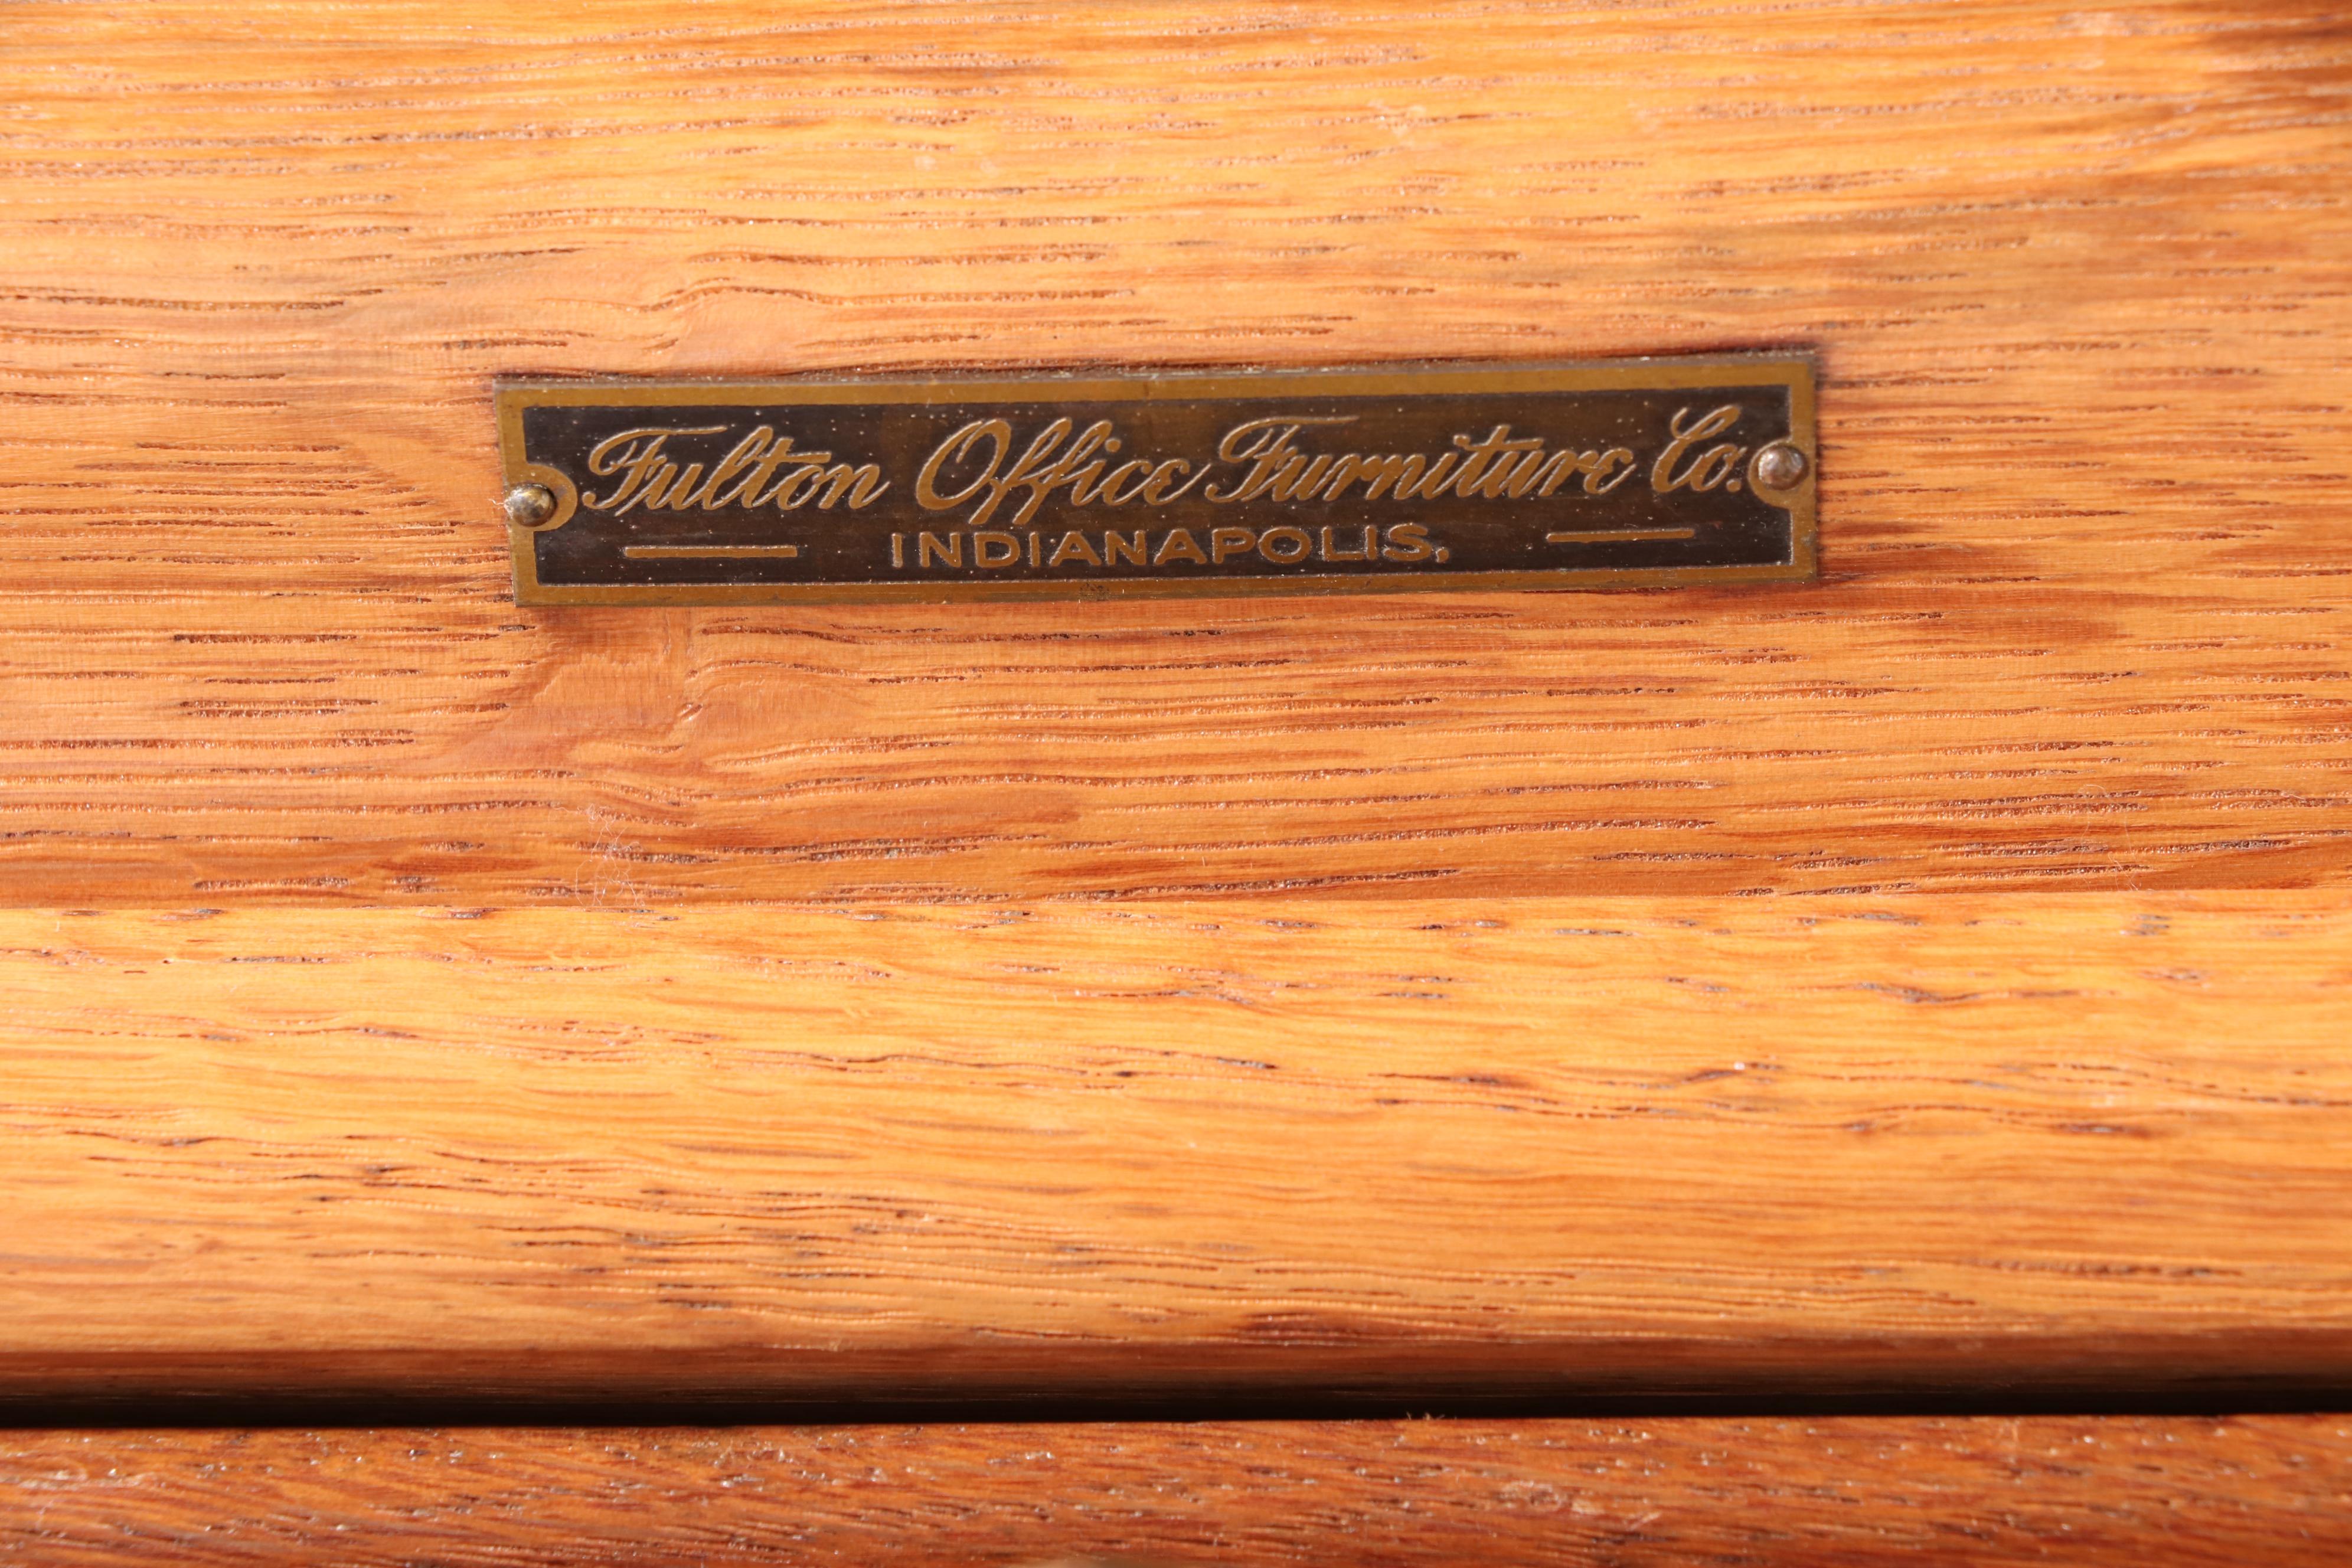 Fulton Office Furniture Co.
INDIANAPOLIS,